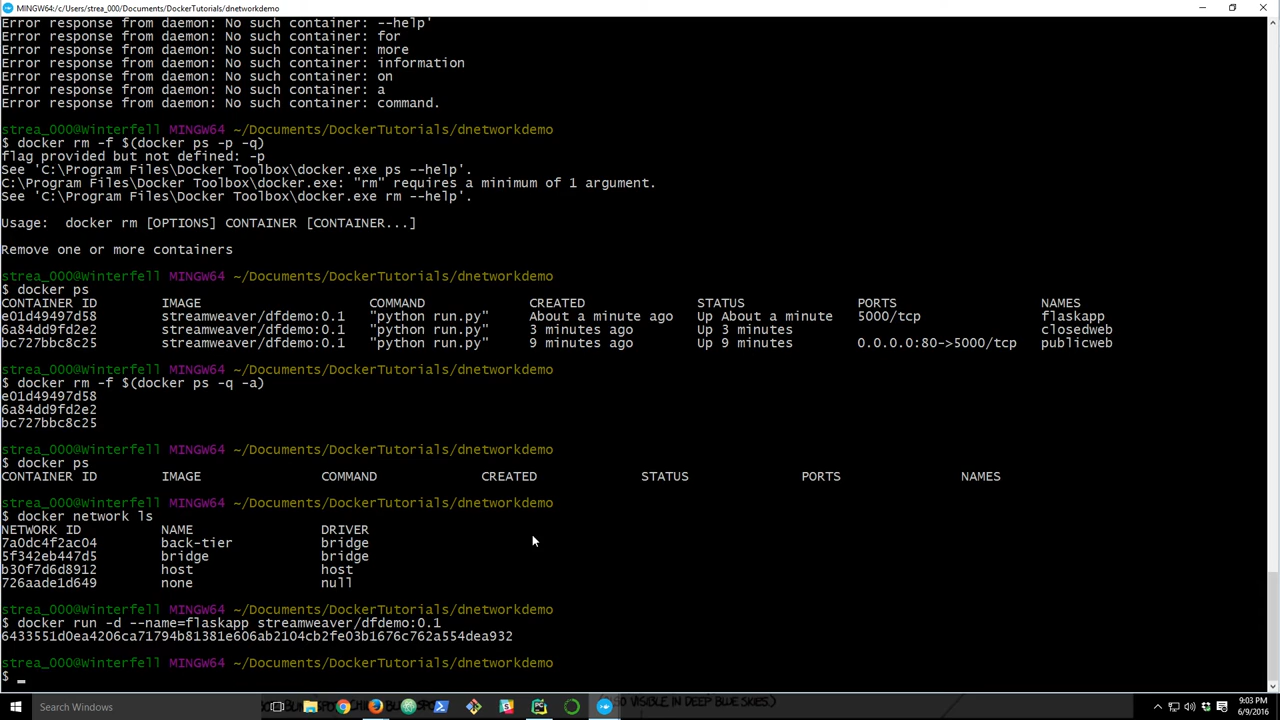 MINGW64:/c/Users/strea_000/Documents/DockerTutorials/dnetworkdemo
Error response from daemon: No such container: --help'
Error response from daemon: No such container: for
Error response from daemon: No such container: more
Error response from daemon: No such container: information
Error response from daemon: No such container: on
Error response from daemon: No such container: a
Error response from daemon: No such container: command.
strea_000@Winterfell MINGW64 ~/Documents/DockerTutorials/dnetworkdemo
$ docker rm -f $(docker ps -p -q)
flag provided but not defined: -p
See 'C:\Program Files\Docker Toolbox\docker.exe ps --help'.
C:\Program Files\Docker Toolbox\docker.exe: "rm" requires a minimum of 1 argument.
See 'C:\Program Files\Docker Toolbox\docker.exe rm --help'.
Usage:  docker rm [OPTIONS] CONTAINER [CONTAINER...]
Remove one or more containers
strea_000@Winterfell MINGW64 ~/Documents/DockerTutorials/dnetworkdemo
$ docker ps
CONTAINER ID IMAGE COMMAND CREATED STATUS PORTS NAMES
e01d49497d58 streamweaver/dfdemo:0.1 "python run.py" About a minute ago Up About a minute 5000/tcp flaskapp
6a84dd9fd2e2 streamweaver/dfdemo:0.1 "python run.py" 3 minutes ago Up 3 minutes closedweb
bc727bbc8c25 streamweaver/dfdemo:0.1 "python run.py" 9 minutes ago Up 9 minutes 0.0.0.0:80->5000/tcp publicweb
strea_000@Winterfell MINGW64 ~/Documents/DockerTutorials/dnetworkdemo
$ docker rm -f $(docker ps -q -a)
e01d49497d58
6a84dd9fd2e2
bc727bbc8c25
strea_000@Winterfell MINGW64 ~/Documents/DockerTutorials/dnetworkdemo
$ docker ps
CONTAINER ID IMAGE COMMAND CREATED STATUS PORTS NAMES
strea_000@Winterfell MINGW64 ~/Documents/DockerTutorials/dnetworkdemo
$ docker network ls
NETWORK ID NAME DRIVER
7a0dc4f2ac04 back-tier bridge
5f342eb447d5 bridge bridge
b30f7d6d8912 host host
726aade1d649 none null
strea_000@Winterfell MINGW64 ~/Documents/DockerTutorials/dnetworkdemo
$ docker run -d --name=flaskapp streamweaver/dfdemo:0.1
6433551d0ea4206ca71794b81381e606ab2104cb2fe03b1676c762a554dea932
strea_000@Winterfell MINGW64 ~/Documents/DockerTutorials/dnetworkdemo
$ _
VISIBLE IN DEEP BLUE SKIES.)
Search Windows
9:03 PM
6/9/2016